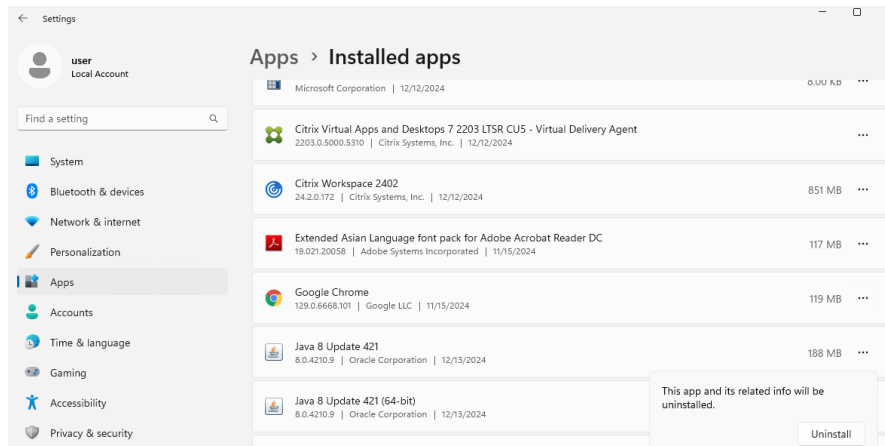 Settings
user
Local Account
Find a setting
System
Bluetooth & devices
Network & internet
Personalization
Apps
Accounts
Time & language
Gaming
Accessibility
Privacy & security
Apps > Installed apps
Microsoft Corporation | 12/12/2024
8.00 KB
Citrix Virtual Apps and Desktops 7 2203 LTSR CU5 - Virtual Delivery Agent
2203.0.5000.5310 | Citrix Systems, Inc. | 12/12/2024
Citrix Workspace 2402
24.2.0.172 | Citrix Systems, Inc. | 12/12/2024
851 MB
Extended Asian Language font pack for Adobe Acrobat Reader DC
19.021.20058 | Adobe Systems Incorporated | 11/15/2024
117 MB
Google Chrome
129.0.6668.101 | Google LLC | 11/15/2024
119 MB
Java 8 Update 421
8.0.4210.9 | Oracle Corporation | 12/13/2024
188 MB
Java 8 Update 421 (64-bit)
8.0.4210.9 | Oracle Corporation | 12/13/2024
This app and its related info will be
uninstalled.
Uninstall